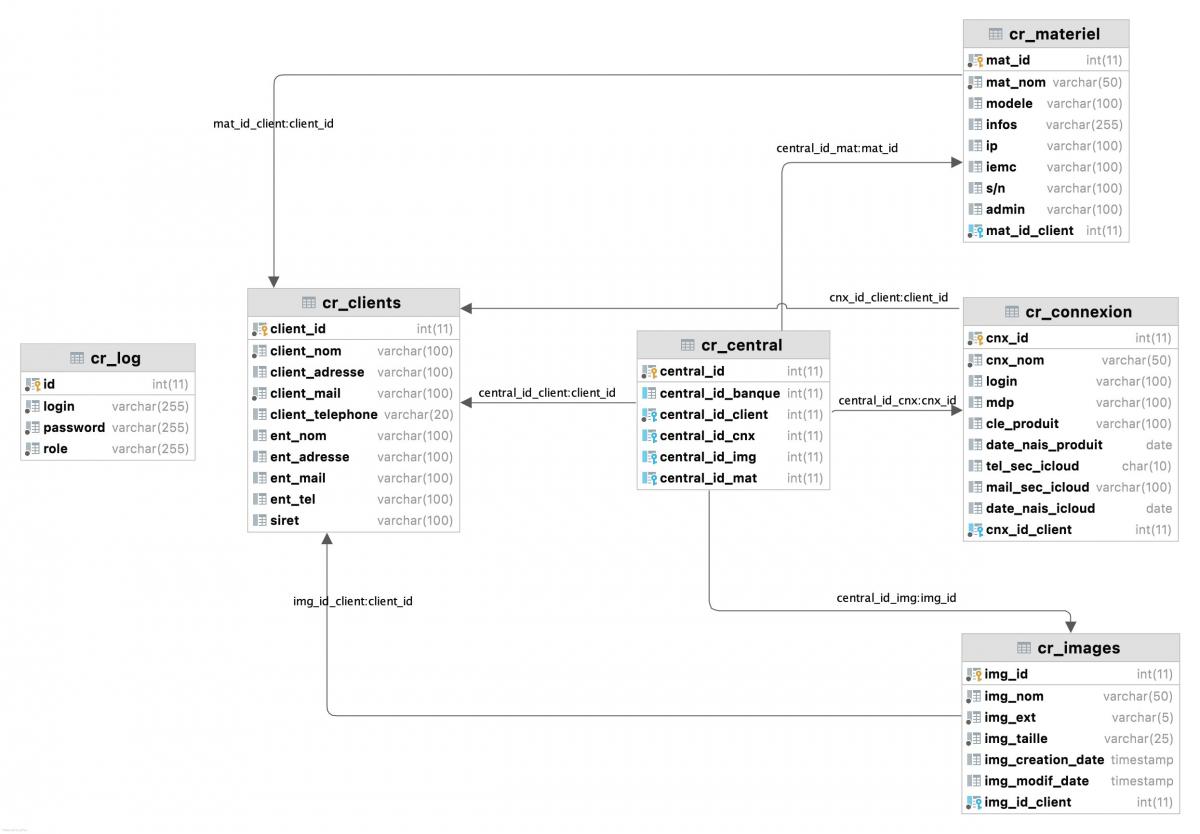 cr_materiel
mat_id int(11)
mat_nom varchar(50)
modele varchar(100)
infos varchar(255)
ip varchar(100)
iemc varchar(100)
s/n varchar(100)
admin varchar(100)
mat_id_client int(11)
mat_id_client:client_id
central_id_mat:mat_id
cr_log
id int(11)
login varchar(255)
password varchar(255)
role varchar(255)
cr_clients
client_id int(11)
client_nom varchar(100)
client_adresse varchar(100)
client_mail varchar(100)
client_telephone varchar(20)
ent_nom varchar(100)
ent_adresse varchar(100)
ent_mail varchar(100)
ent_tel varchar(100)
siret varchar(100)
central_id_client:client_id
cr_central
central_id int(11)
central_id_banque int(11)
central_id_client int(11)
central_id_cnx int(11)
central_id_img int(11)
central_id_mat int(11)
cnx_id_client:client_id
central_id_cnx:cnx_id
cr_connexion
cnx_id int(11)
cnx_nom varchar(50)
login varchar(100)
mdp varchar(100)
cle_produit varchar(100)
date_nais_produit date
tel_sec_icloud char(10)
mail_sec_icloud varchar(100)
date_nais_icloud date
cnx_id_client int(11)
img_id_client:client_id
central_id_img:img_id
cr_images
img_id int(11)
img_nom varchar(50)
img_ext varchar(5)
img_taille varchar(25)
img_creation_date timestamp
img_modif_date timestamp
img_id_client int(11)